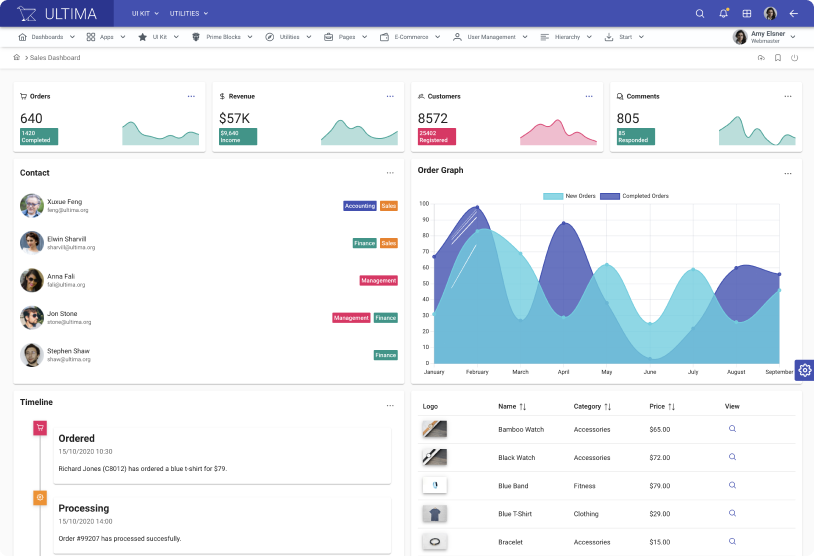 ULTIMA
UI KIT
UTILITIES
Dashboards
Apps
UI Kit
Prime Blocks
Utilities
Pages
E-Commerce
User Management
Hierarchy
Start
Amy Elsner
Webmaster
> Sales Dashboard
Orders
...
640
1420
Completed
Revenue
...
$57K
$9,640
Income
Customers
...
8572
25402
Registered
Comments
...
805
85
Responded
Contact
...
Xuxue Feng
feng@ultima.org
Accounting Sales
Elwin Sharvill
sharvill@ultima.org
Finance Sales
Anna Fali
fali@ultima.org
Management
Jon Stone
stone@ultima.org
Management Finance
Stephen Shaw
shaw@ultima.org
Finance
Order Graph
...
New Orders Completed Orders
100
90
80
70
60
50
40
30
20
10
0
January February March April May June July August September
Timeline
...
Ordered
15/10/2020 10:30
Richard Jones (C8012) has ordered a blue t-shirt for $79.
Processing
15/10/2020 14:00
Order #99207 has processed succesfully.
Logo Name Category Price View
Bamboo Watch Accessories $65.00
Black Watch Accessories $72.00
Blue Band Fitness $79.00
Blue T-Shirt Clothing $29.00
Bracelet Accessories $15.00